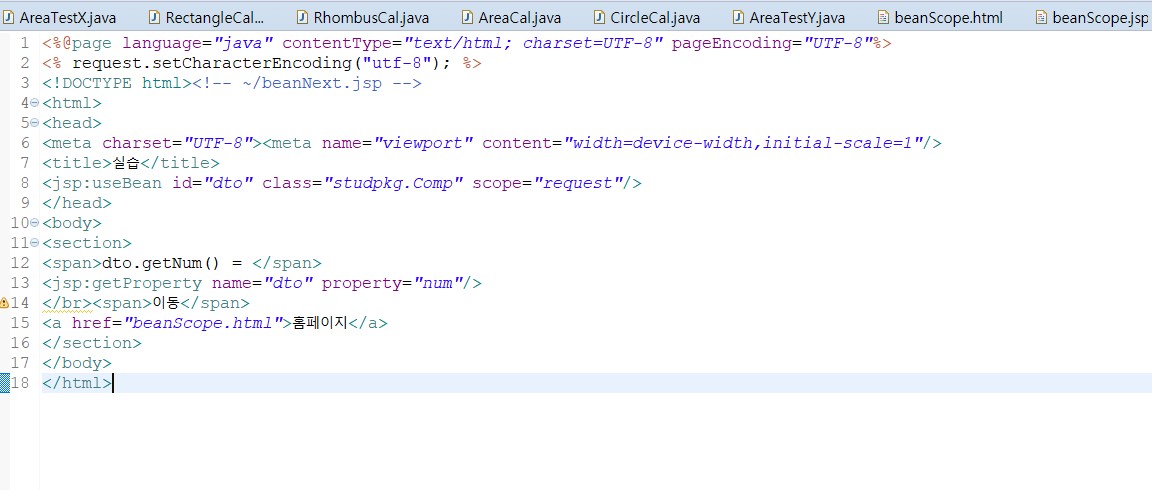 AreaTestX.java RectangleCal... RhombusCal.java AreaCal.java CircleCal.java AreaTestY.java beanScope.html beanScope.jsp
1 <%@page language="java" contentType="text/html; charset=UTF-8" pageEncoding="UTF-8"%>
2 <% request.setCharacterEncoding("utf-8"); %>
3 <!DOCTYPE html><!-- ~/beanNext.jsp -->
4 <html>
5 <head>
6 <meta charset="UTF-8"><meta name="viewport" content="width=device-width,initial-scale=1"/>
7 <title>실습</title>
8 <jsp:useBean id="dto" class="studpkg.Comp" scope="request"/>
9 </head>
10 <body>
11 <section>
12 <span>dto.getNum() = </span>
13 <jsp:getProperty name="dto" property="num"/>
14 </br><span>이동</span>
15 <a href="beanScope.html">홈페이지</a>
16 </section>
17 </body>
18 </html>